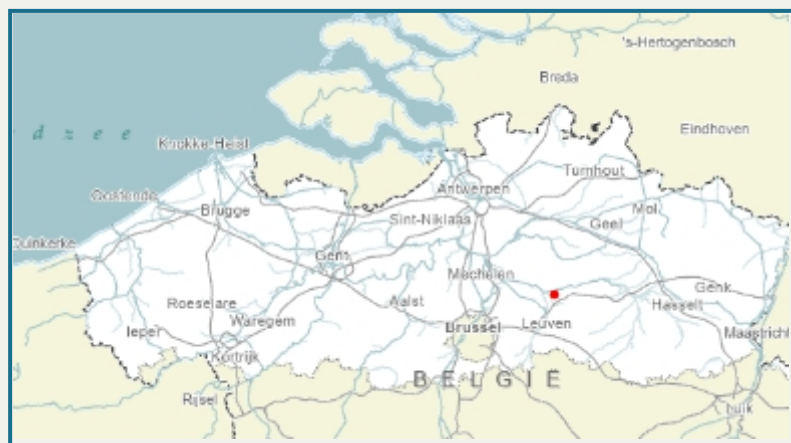 's-Hertogenbosch
Breda
d z e e
Eindhoven
Knokke-Heist
Turnhout
Antwerpen
Oostende
Mol
Brugge
Sint-Niklaas
Geel
Duinkerke
Gent
Mechelen
Genk
Roeselare
Aalst
Hasselt
Waregem
Ieper
Brussel
Leuven
Maastricht
Kortrijk
BELGIË
Rijsel
Luik